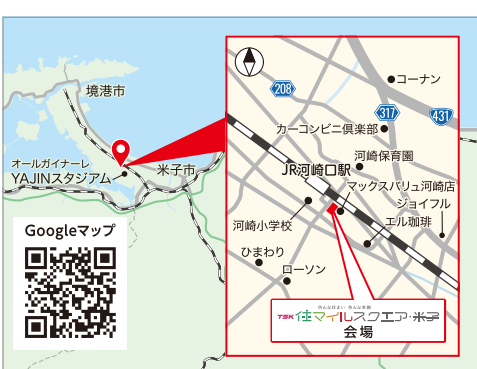 境港市
オールガイナーレ
YAJINスタジアム
米子市
Googleマップ
208
コーナン
317
431
カーコンビニ倶楽部
河崎保育園
JR河崎口駅
マックスバリュ河崎店
ジョイフル
エル珈琲
河崎小学校
ひまわり
ローソン
TSK 住マイルスクエア・米子
会場